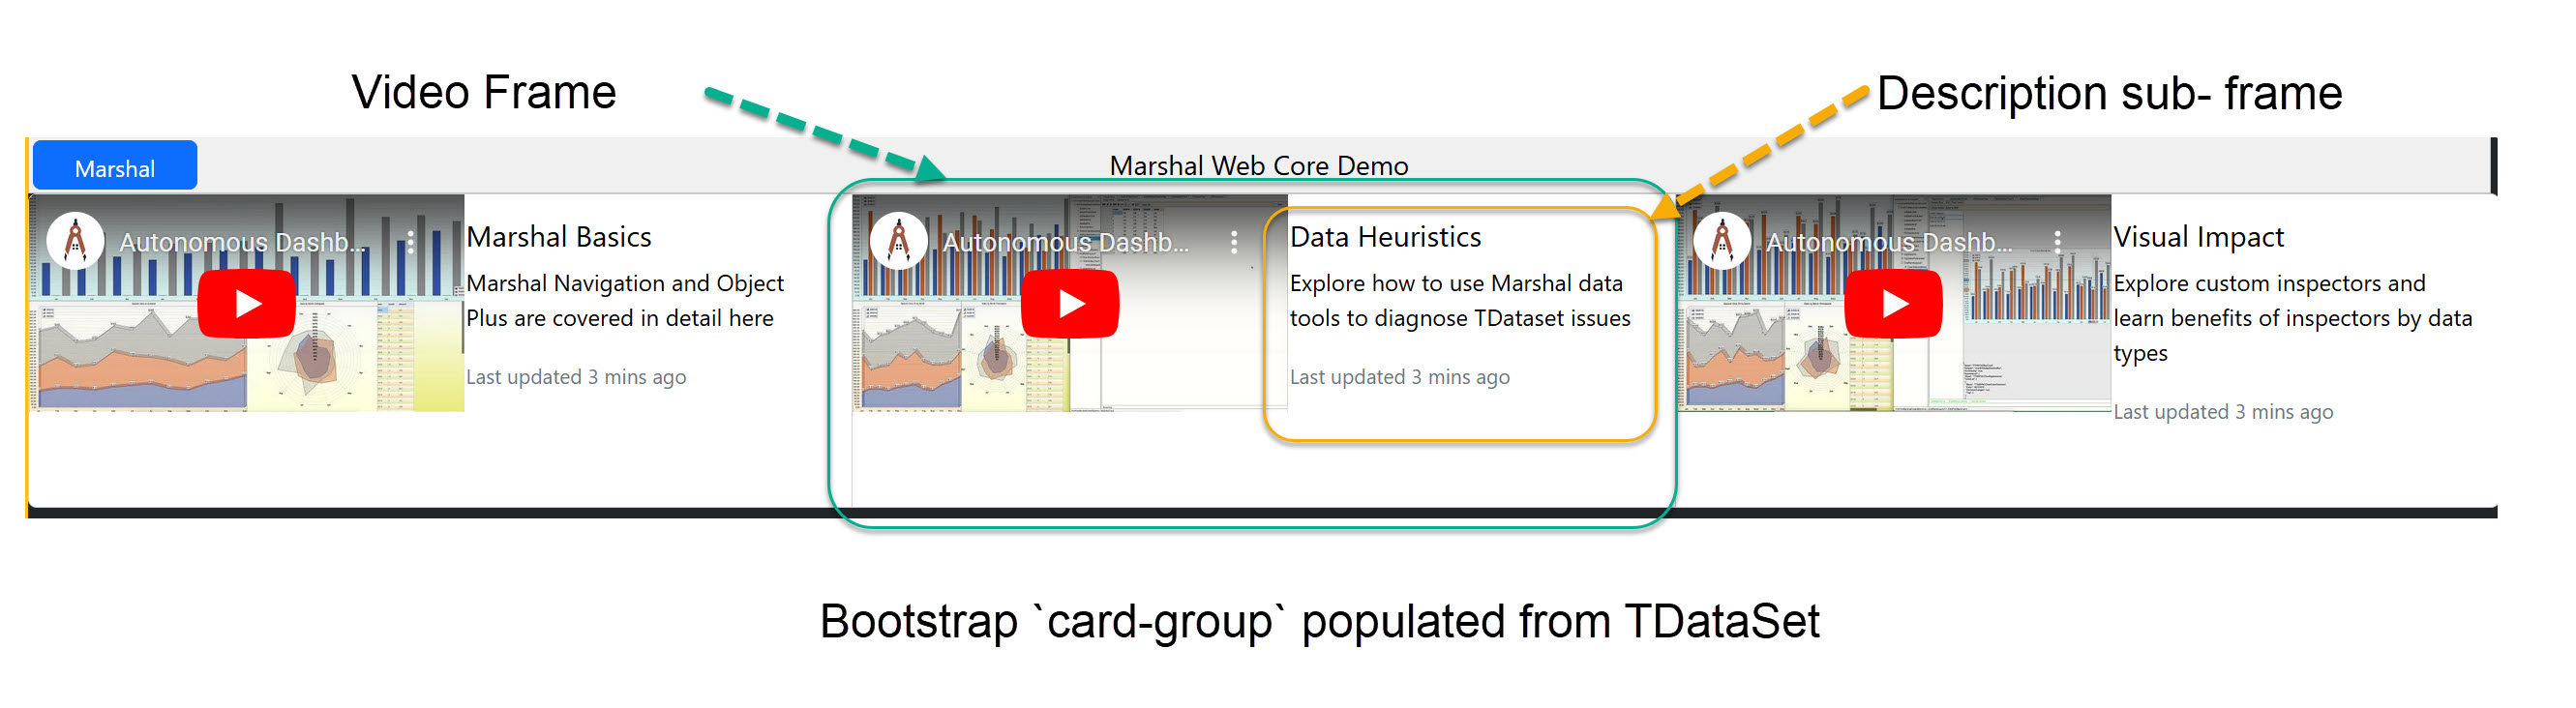 Video Frame
Description sub- frame
Marshal
Marshal Web Core Demo
Autonomous Dashb...
Marshal Basics
Marshal Navigation and Object
Plus are covered in detail here
Last updated 3 mins ago
Autonomous Dashb...
Data Heuristics
Explore how to use Marshal data
tools to diagnose TDataset issues
Last updated 3 mins ago
Autonomous Dashb...
Visual Impact
Explore custom inspectors and
learn benefits of inspectors by data
types
Last updated 3 mins ago
Bootstrap `card-group` populated from TDataSet